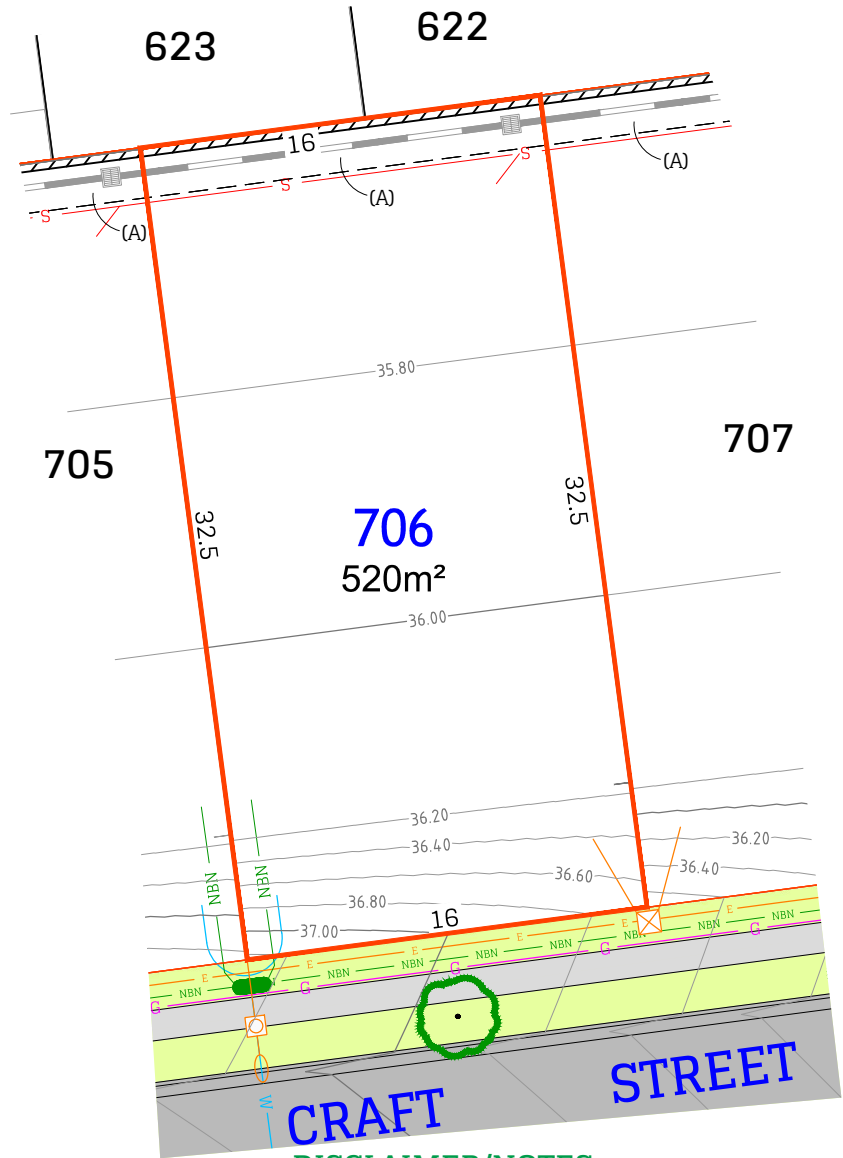 623
622
16
S
S
S
(A)
(A)
(A)
35.80
705
707
32.5
32.5
706
520m²
36.00
36.20
36.40
36.20
36.60
36.40
36.80
37.00
16
NBN
NBN
E
E
E
E
E
NBN
NBN
NBN
NBN
NBN
NBN
G
G
G
G
G
W
CRAFT STREET
DISCLAIMER/NOTES